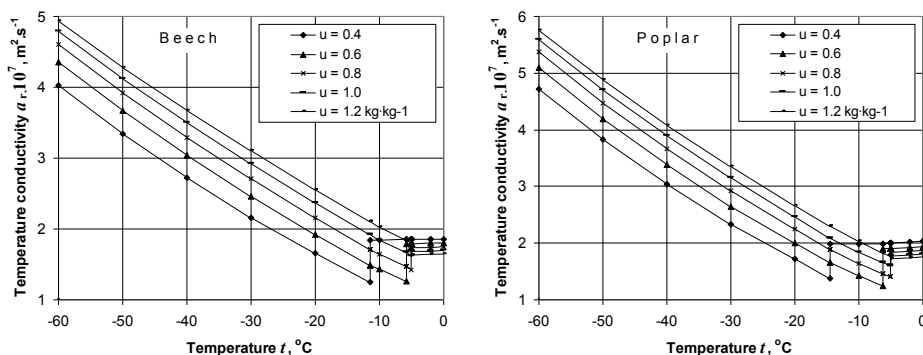 Temperature conductivity a r.10⁷, m².s⁻¹
5
4
3
2
1
Beech
u = 0.4
u = 0.6
u = 0.8
u = 1.0
u = 1.2 kg·kg-1
-60 -50 -40 -30 -20 -10 0
Temperature t, °C
Temperature conductivity a r.10⁷, m².s⁻¹
6
5
4
3
2
1
Poplar
u = 0.4
u = 0.6
u = 0.8
u = 1.0
u = 1.2 kg·kg-1
-60 -50 -40 -30 -20 -10 0
Temperature t, °C